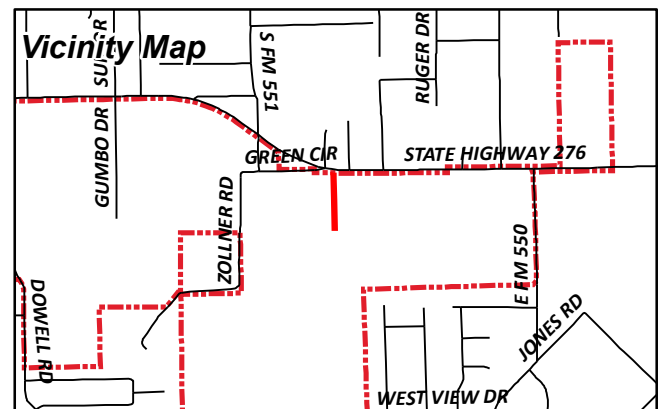 Vicinity Map
GUMBO DR
S FM 551
RUGER DR
GREEN CIR
STATE HIGHWAY 276
ZOLLNER RD
DOWELL RD
E FM 550
JONES RD
WEST VIEW DR